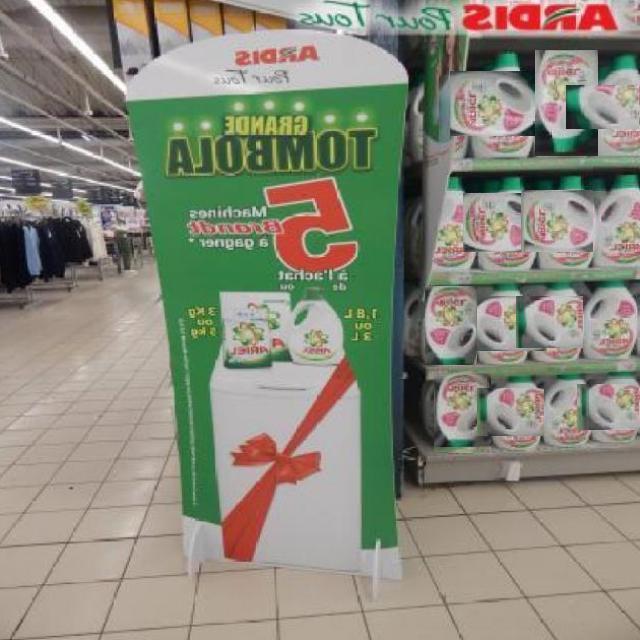 ARDIS Pour Tous
ARDIS
Pour Tous
GRANDE
TOMBOLA
5 Machines
Brandt
à gagner *
à l'achat
de ou
1,8 L
ou
3 L
3 Kg
ou
5 kg
ARIEL
ARIEL